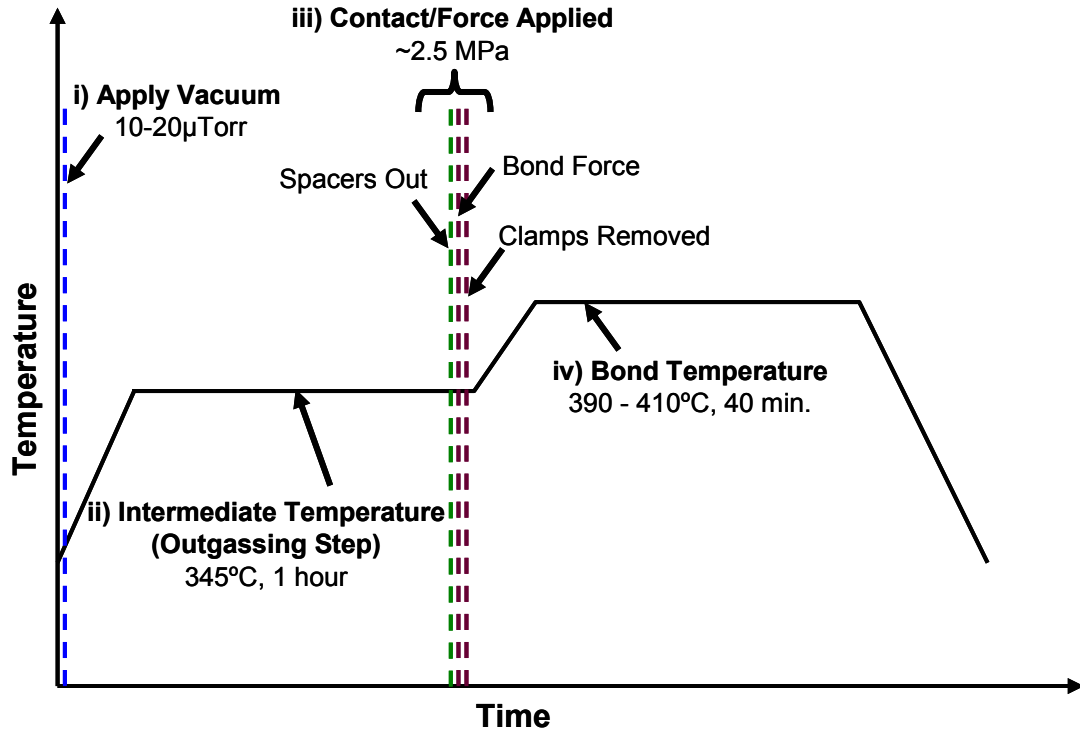 iii) Contact/Force Applied
~2.5 MPa
i) Apply Vacuum
10-20µTorr
Spacers Out
Bond Force
Clamps Removed
Temperature
iv) Bond Temperature
390 - 410ºC, 40 min.
ii) Intermediate Temperature
(Outgassing Step)
345ºC, 1 hour
Time